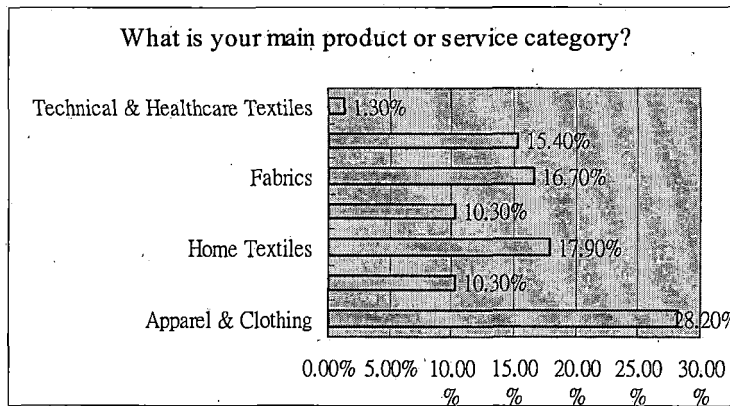 What is your main product or service category?
Technical & Healthcare Textiles
1.30%
15.40%
Fabrics
16.70%
10.30%
Home Textiles
17.90%
10.30%
Apparel & Clothing
28.20%
0.00% 5.00% 10.00 15.00 20.00 25.00 30.00
% % % % %